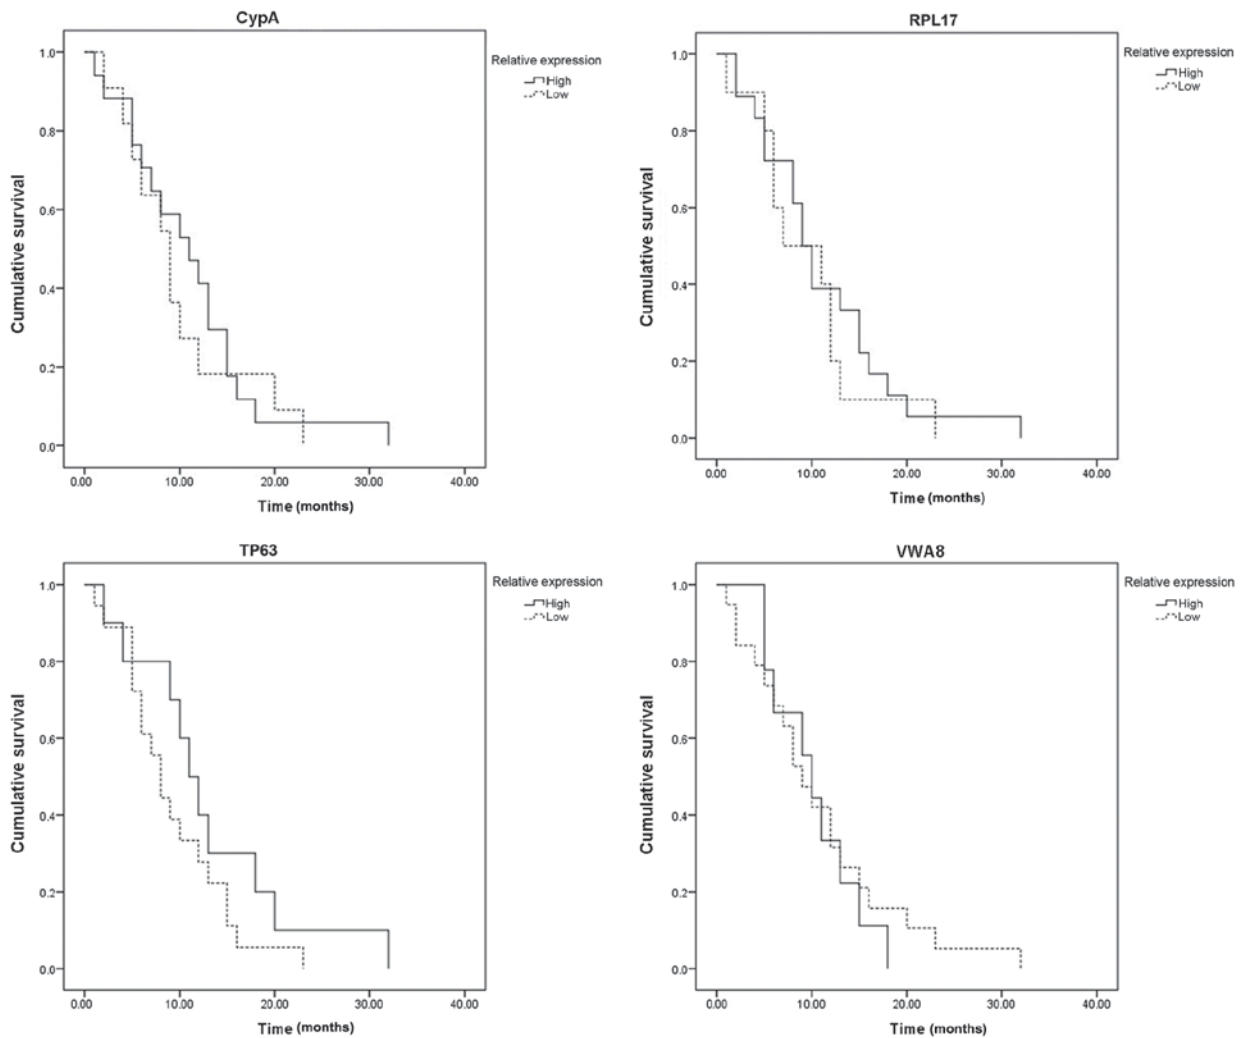 CypA
Relative expression
High
Low
1.0
0.8
0.6
0.4
0.2
0.0
Cumulative survival
0.00 10.00 20.00 30.00 40.00
Time (months)
RPL17
Relative expression
High
Low
1.0
0.8
0.6
0.4
0.2
0.0
Cumulative survival
0.00 10.00 20.00 30.00 40.00
Time (months)
TP63
Relative expression
High
Low
1.0
0.8
0.6
0.4
0.2
0.0
Cumulative survival
0.00 10.00 20.00 30.00 40.00
Time (months)
VWA8
Relative expression
High
Low
1.0
0.8
0.6
0.4
0.2
0.0
Cumulative survival
0.00 10.00 20.00 30.00 40.00
Time (months)